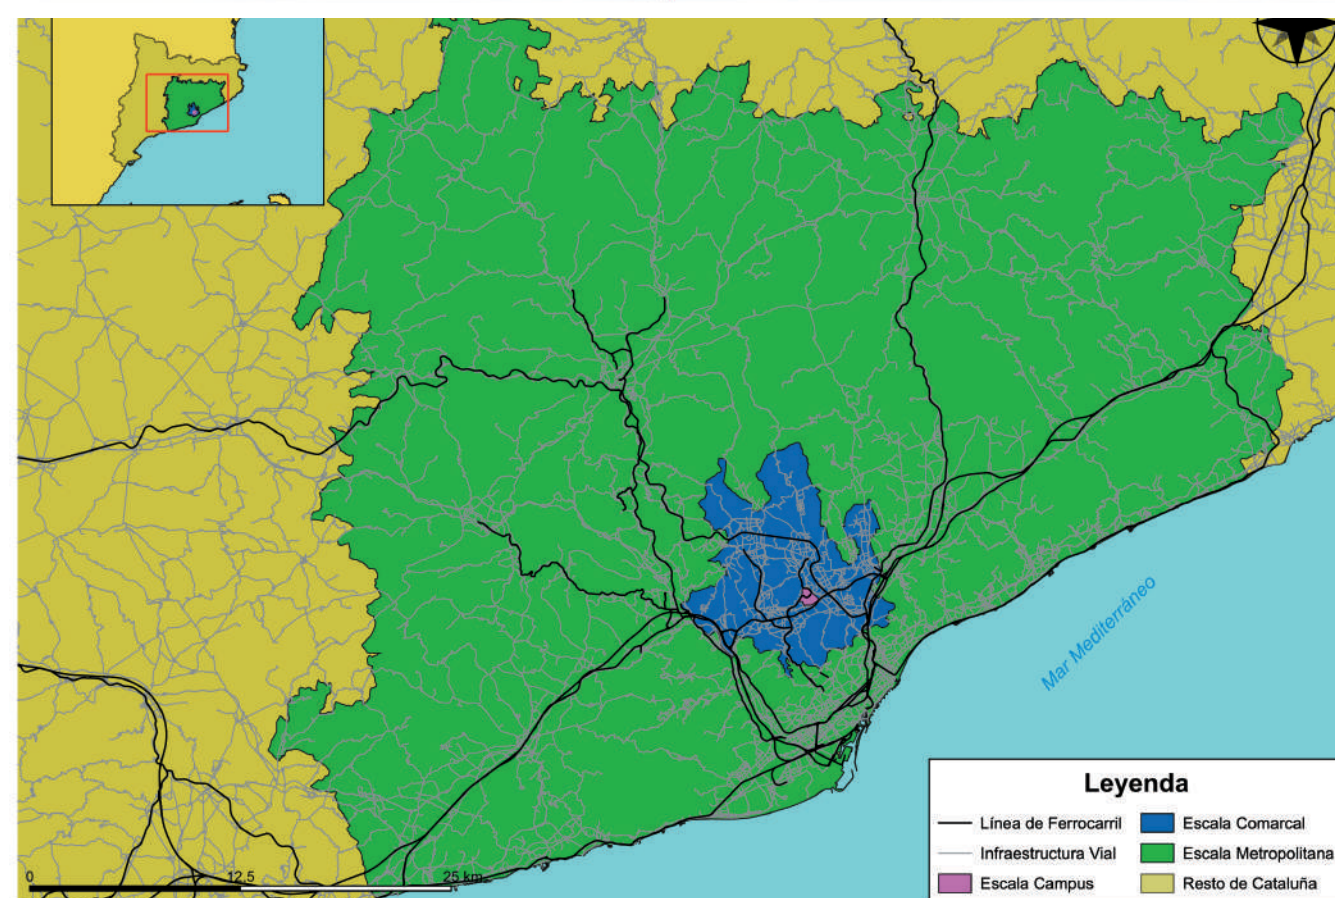 Mar Mediterráneo
Leyenda
Línea de Ferrocarril
Escala Comarcal
Infraestructura Vial
Escala Metropolitana
Escala Campus
Resto de Cataluña
0 12,5 25 km